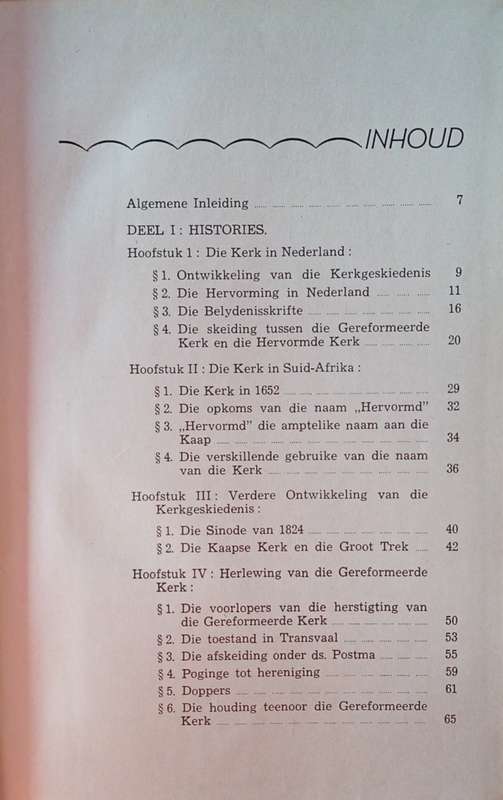 INHOUD
Algemene Inleiding ..... 7
DEEL I : HISTORIES.
Hoofstuk 1 : Die Kerk in Nederland :
§ 1. Ontwikkeling van die Kerkgeskiedenis 9
§ 2. Die Hervorming in Nederland ..... 11
§ 3. Die Belydenisskrifte ..... 16
§ 4. Die skeiding tussen die Gereformeerde
Kerk en die Hervormde Kerk ..... 20
Hoofstuk II : Die Kerk in Suid-Afrika :
§ 1. Die Kerk in 1652 ..... 29
§ 2. Die opkoms van die naam „Hervormd” 32
§ 3. „Hervormd” die amptelike naam aan die
Kaap ..... 34
§ 4. Die verskillende gebruike van die naam
van die Kerk ..... 36
Hoofstuk III : Verdere Ontwikkeling van die
Kerkgeskiedenis :
§ 1. Die Sinode van 1824 ..... 40
§ 2. Die Kaapse Kerk en die Groot Trek ..... 42
Hoofstuk IV : Herlewing van die Gereformeerde
Kerk :
§ 1. Die voorlopers van die herstigting van
die Gereformeerde Kerk ..... 50
§ 2. Die toestand in Transvaal ..... 53
§ 3. Die afskeiding onder ds. Postma ..... 55
§ 4. Poginge tot hereniging ..... 59
§ 5. Doppers ..... 61
§ 6. Die houding teenoor die Gereformeerde
Kerk ..... 65